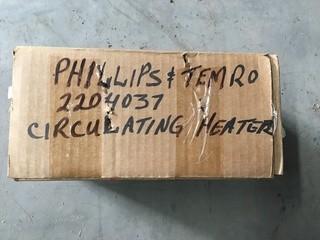 PHILLIPS & TEMRO
2204037
CIRCULATING HEATER